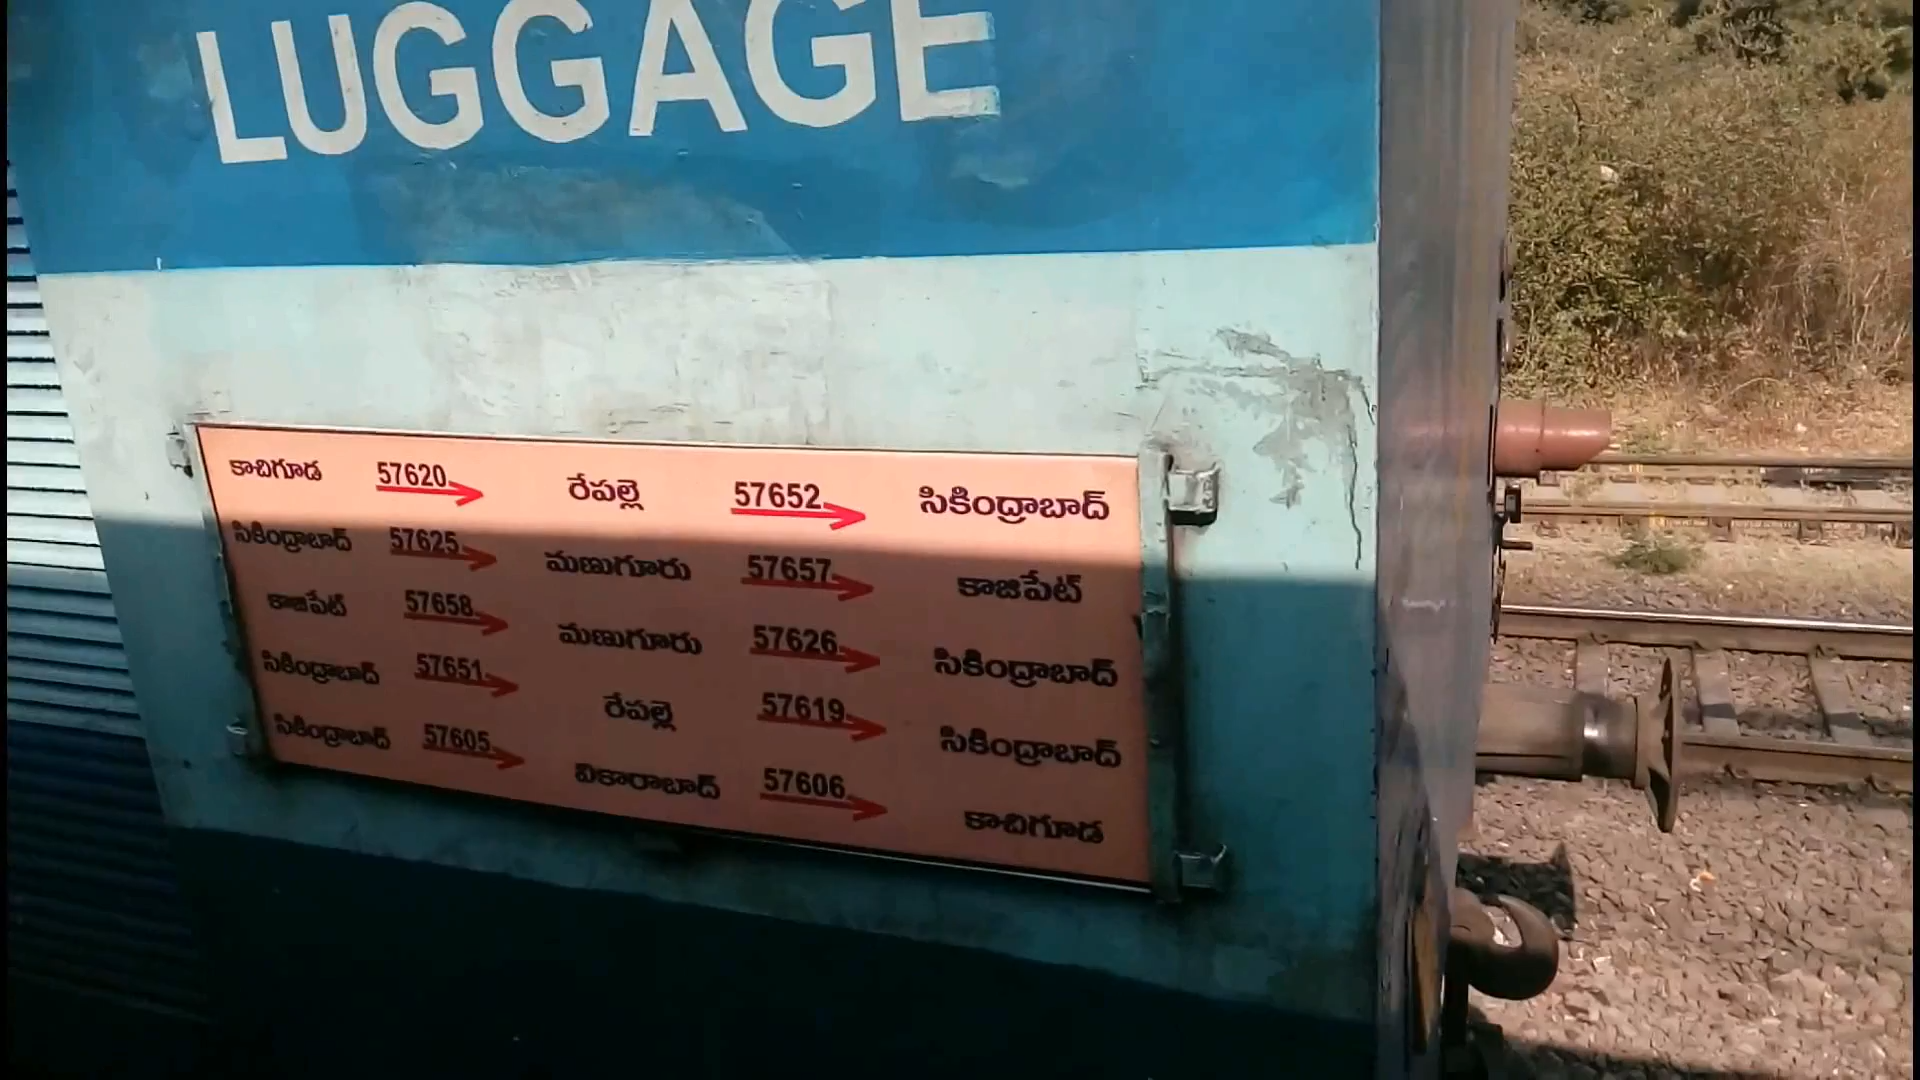 LUGGAGE
కాచిగూడ 57620 రేపల్లె 57652 సికింద్రాబాద్
సికింద్రాబాద్ 57625 మణుగూరు 57657 కాజిపేట్
కాజిపేట్ 57658 మణుగూరు 57626 సికింద్రాబాద్
సికింద్రాబాద్ 57651 రేపల్లె 57619 సికింద్రాబాద్
సికింద్రాబాద్ 57605 వికారాబాద్ 57606 కాచిగూడ